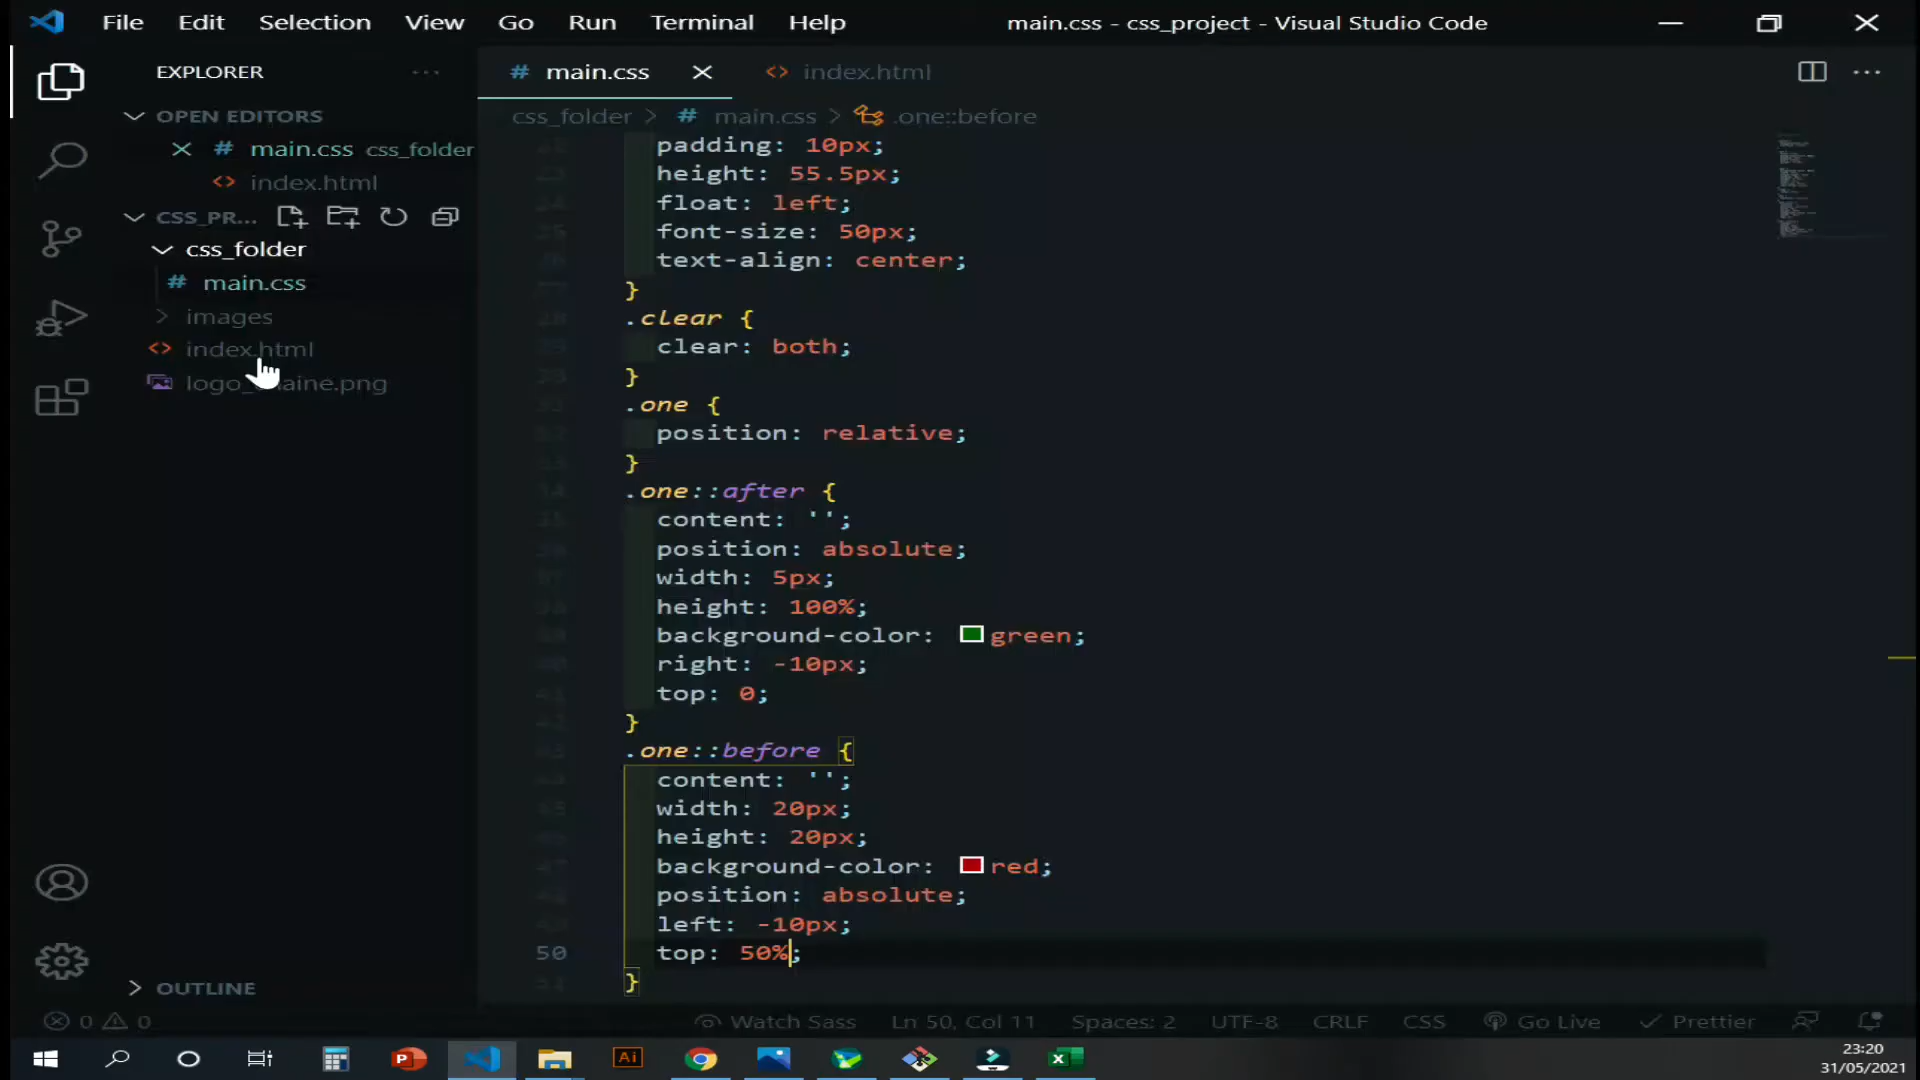 File Edit Selection View Go Run Terminal Help main.css - css_project - Visual Studio Code
EXPLORER
OPEN EDITORS
# main.css css_folder
<> index.html
CSS_PR...
css_folder
# main.css
images
<> index.html
png
OUTLINE
# main.css
<> index.html
css_folder > # main.css > .one::before
padding: 10px;
height: 55.5px;
float: left;
font-size: 50px;
text-align: center;
}
.clear {
clear: both;
}
.one {
position: relative;
}
.one::after {
content: '';
position: absolute;
width: 5px;
height: 100%;
background-color: green;
right: -10px;
top: 0;
}
.one::before {
content: '';
width: 20px;
height: 20px;
background-color: red;
position: absolute;
left: -10px;
50 top: 50%;
}
0 0 Watch Sass Ln 50, Col 11 Spaces: 2 UTF-8 CRLF CSS Go Live Prettier
Ai
23:20
31/05/2021